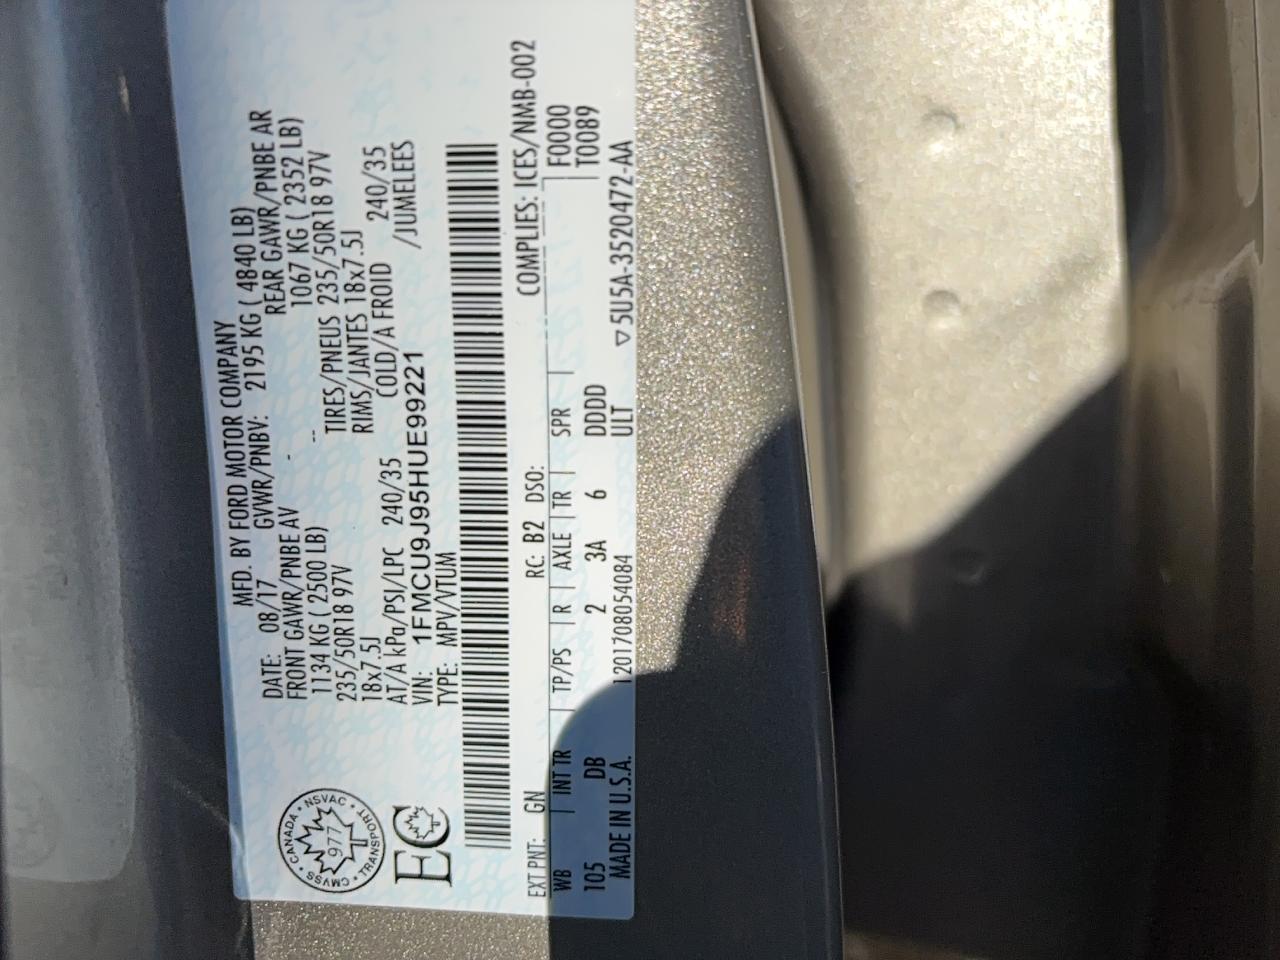 MFD. BY FORD MOTOR COMPANY
DATE: 08/17 GVWR/PNBV: 2195 KG ( 4840 LB)
FRONT GAWR/PNBE AV - -- REAR GAWR/PNBE AR
1134 KG ( 2500 LB) 1067 KG ( 2352 LB)
235/50R18 97V TIRES/PNEUS 235/50R18 97V
18x7.5J RIMS/JANTES 18x7.5J
AT/A kPa/PSI/LPC 240/35 COLD/A FROID 240/35
VIN: 1FMCU9J95HUE99221 /JUMELEES
TYPE: MPV/VTUM
CANADA • NSVAC • TRANSPORT • CMVSS •
977
EC
COMPLIES: ICES/NMB-002
EXT PNT: GN RC: B2 DSO:
WB INT TR TP/PS R AXLE TR SPR F0000
105 DB 2 3A 6 DDDD T0089
MADE IN U.S.A. 1201708054084 ULT ▽5U5A-3520472-AA